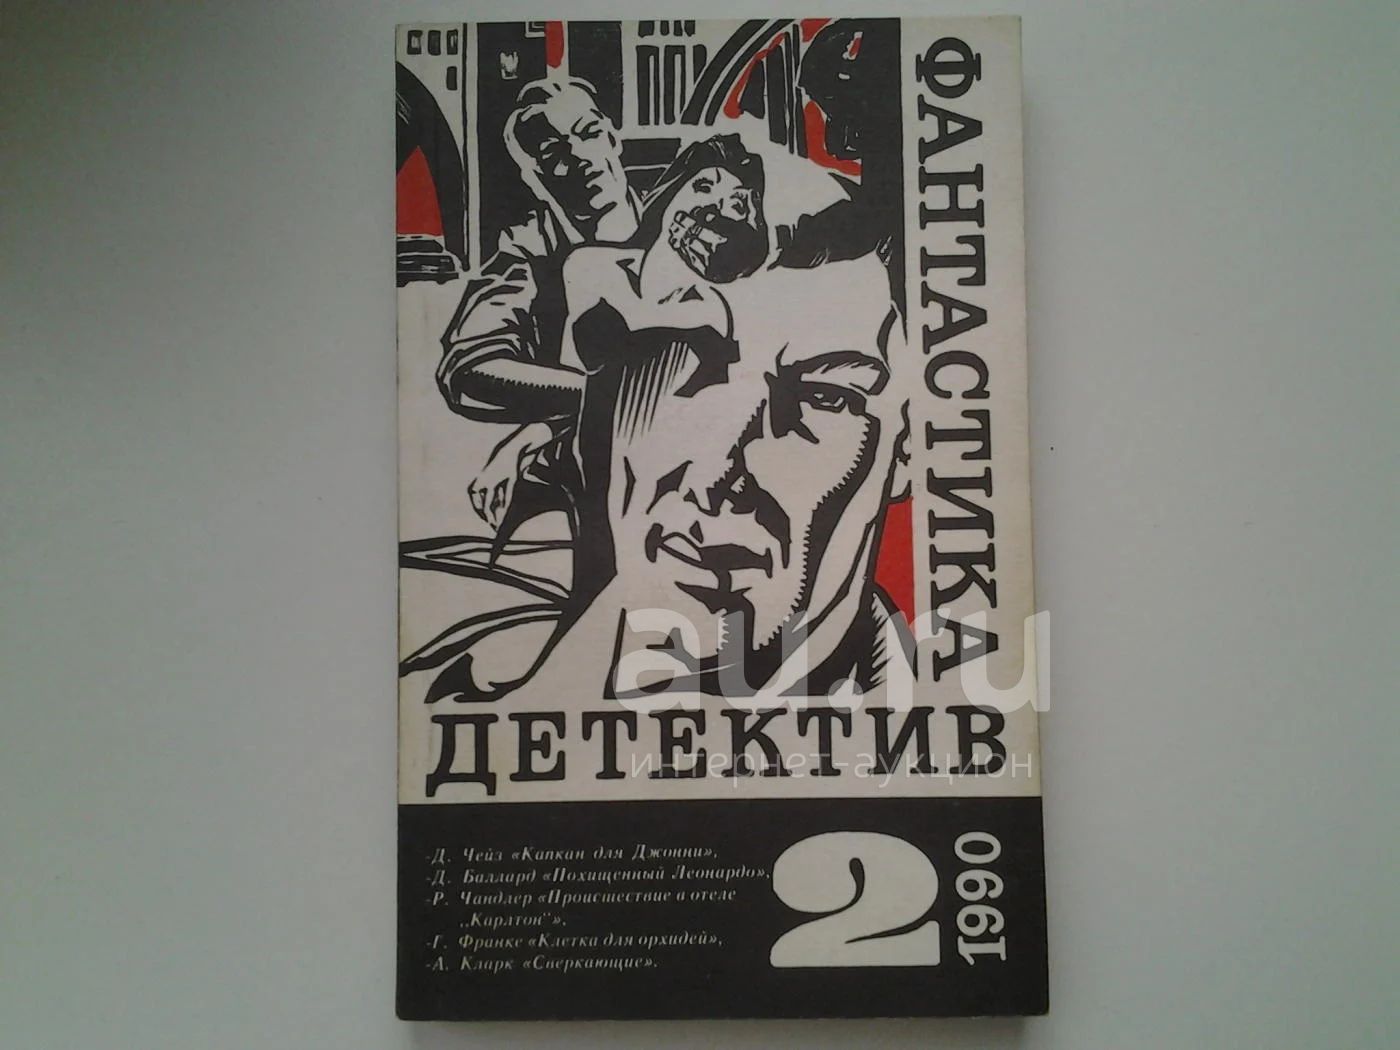 ФАНТАСТИКА
ДЕТЕКТИВ
-Д. Чейз «Капкан для Джонни»,
-Д. Баллард «Похищенный Леонардо»,
-Р. Чандлер «Происшествие в отеле
„Карлтон"»,
-Г. Франке «Клетка для орхидей»,
-А. Кларк «Сверкающие».
2
1990
au.ru
интернет-аукцион